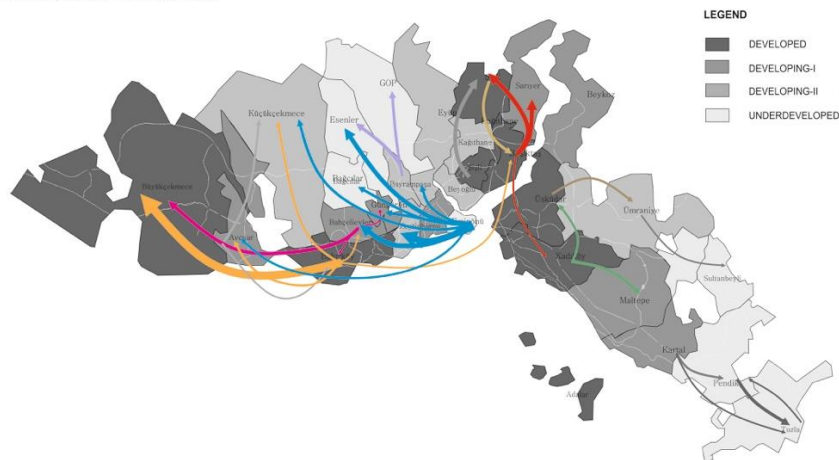 LEGEND
DEVELOPED
DEVELOPING-I
DEVELOPING-II
UNDERDEVELOPED
GOP
Sarıyer
Beykoz
Küçükçekmece
Esenler
Eyüp
Kağıthane
Bağcılar
Bayrampaşa
Beyoğlu
Büyükçekmece
Üsküdar
Ümraniye
Bahçelievler
Avcılar
Kadıköy
Sultanbeyli
Maltepe
Kartal
Pendik
Adalar
Tuzla